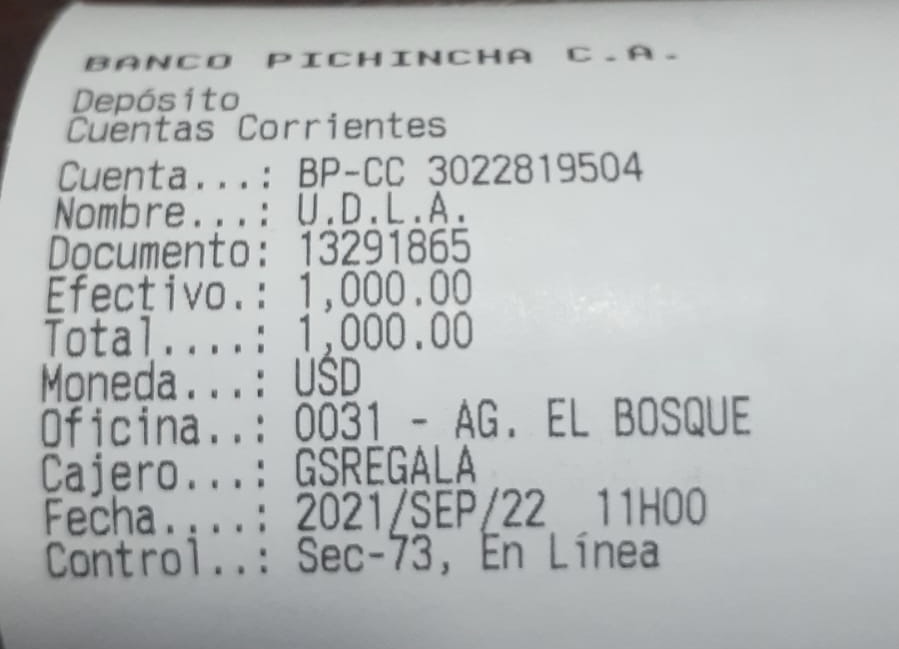 BANCO PICHINCHA C.A.
Depósito
Cuentas Corrientes
Cuenta...: BP-CC 3022819504
Nombre...: U.D.L.A.
Documento: 13291865
Efectivo.: 1,000.00
Total....: 1,000.00
Moneda...: USD
Oficina..: 0031 - AG. EL BOSQUE
Cajero...: GSREGALA
Fecha....: 2021/SEP/22 11H00
Control..: Sec-73, En Línea